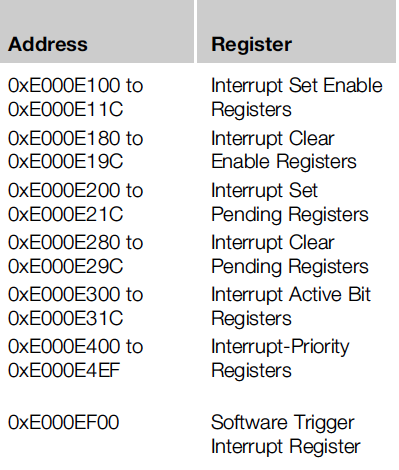 Address Register
0xE000E100 to Interrupt Set Enable
0xE000E11C Registers
0xE000E180 to Interrupt Clear
0xE000E19C Enable Registers
0xE000E200 to Interrupt Set
0xE000E21C Pending Registers
0xE000E280 to Interrupt Clear
0xE000E29C Pending Registers
0xE000E300 to Interrupt Active Bit
0xE000E31C Registers
0xE000E400 to Interrupt-Priority
0xE000E4EF Registers
0xE000EF00 Software Trigger
Interrupt Register